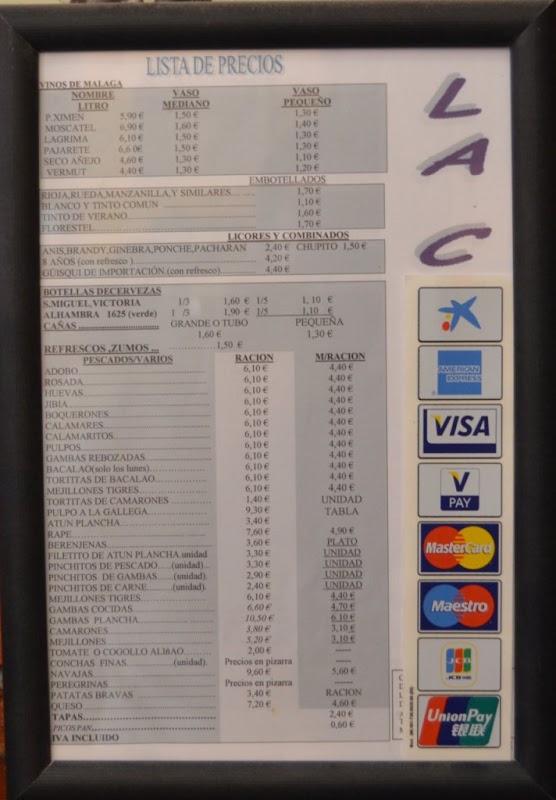 LISTA DE PRECIOS
VINOS DE MALAGA
NOMBRE VASO VASO
LITRO MEDIANO PEQUEÑO
P.XIMEN 5,90 € 1,50 € 1,30 €
MOSCATEL 6,90 € 1,60 € 1,40 €
LAGRIMA 6,10 € 1,50 € 1,30 €
PAJARETE 6,60€ 1,50 € 1,30 €
SECO AÑEJO 4,60 € 1,30 € 1,10 €
VERMUT 4,40 € 1,30 € 1,20 €
EMBOTELLADOS
RIOJA,RUEDA,MANZANILLA,Y SIMILARES...... 1,70 €
BLANCO Y TINTO COMUN .......................... 1,10 €
TINTO DE VERANO................................... 1,60 €
FLORESTEL............................................. 1,70 €
LICORES Y COMBINADOS
ANIS,BRANDY,GINEBRA,PONCHE,PACHARAN 2,40 € CHUPITO 1,50 €
8 AÑOS (con refresco )............................ 4,20 €
GÜISQUI DE IMPORTACIÓN.(con refresco)...... 4,40 €
BOTELLAS DECERVEZAS
S.MIGUEL,VICTORIA 1/3 1,60 € 1/5 1, 10 €
ALHAMBRA 1625 (verde) 1 /3 1,90 € 1/5 1,10 €
CAÑAS ........................ GRANDE O TUBO PEQUEÑA
1,60 € 1,30 €
REFRESCOS ,ZUMOS ... ................1,50 €
PESCADOS/VARIOS RACION M/RACION
ADOBO................................ 6,10 € 4,40 €
ROSADA............................... 6,10 € 4,40 €
HUEVAS............................... 6,10 € 4,40 €
JIBIA.................................... 6,10 € 4,40 €
BOQUERONES....................... 6,10 € 4,40 €
CALAMARES......................... 6,10 € 4,40 €
CALAMARITOS..................... 6,10 € 4,40 €
PULPOS................................ 6,10 € 4,40 €
GAMBAS REBOZADAS........... 6,10 € 4,40 €
BACALAO(solo los lunes)......... 6,10 € 4,40 €
TORTITAS DE BACALAO......... 6,10 € 4,40 €
MEJILLONES TIGRES............. 6,10 € 4,40 €
TORTITAS DE CAMARONES .... 1,40 € UNIDAD
PULPO A LA GALLEGA........... 9,30 € TABLA
ATUN PLANCHA................... 3,40 €
RAPE................................... 7,60 € 4,90 €
BERENJENAS....................... 3,60 € PLATO
FILETITO DE ATUN PLANCHA.unidad 3,30 € UNIDAD
PINCHITOS DE PESCADO.....(unidad)... 3,30 € UNIDAD
PINCHITOS DE GAMBAS.....(unidad). 2,90 € UNIDAD
PINCHITOS DE CARNE........(unidad). 2,40 € UNIDAD
MEJILLONES TIGRES............. 6,10 € 4,40 €
GAMBAS COCIDAS................ 6,60 € 4,70 €
GAMBAS PLANCHA.............. 10,50 € 6,10 €
CAMARONES........................ 3,80 € 3,10 €
MEJILLONES........................ 5,20 € 3,10 €
TOMATE O COGOLLO ALIñAO... 2,00 € ------
CONCHAS FINAS............(unidad). Precios en pizarra ------
NAVAJAS............................. 9,60 € 5,60 €
PEREGRINAS....................... Precios en pizarra ------
PATATAS BRAVAS................ 3,40 € RACION
QUESO................................ 7,20 € 4,60 €
TAPAS................................. 2,40 €
PICOS PAN........................... 0,60 €
IVA INCLUIDO
L
A
C
AMERICAN EXPRESS
VISA
V PAY
MasterCard
Maestro
JCB
UnionPay
银联